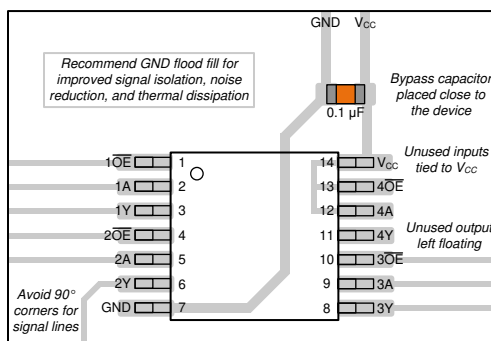 GND VCC
Recommend GND flood fill for
improved signal isolation, noise
reduction, and thermal dissipation
Bypass capacitor
placed close to
the device
0.1 µF
Unused inputs
tied to VCC
Unused output
left floating
Avoid 90°
corners for
signal lines
1OE 1 14 VCC
1A 2 13 4OE
1Y 3 12 4A
2OE 4 11 4Y
2A 5 10 3OE
2Y 6 9 3A
GND 7 8 3Y